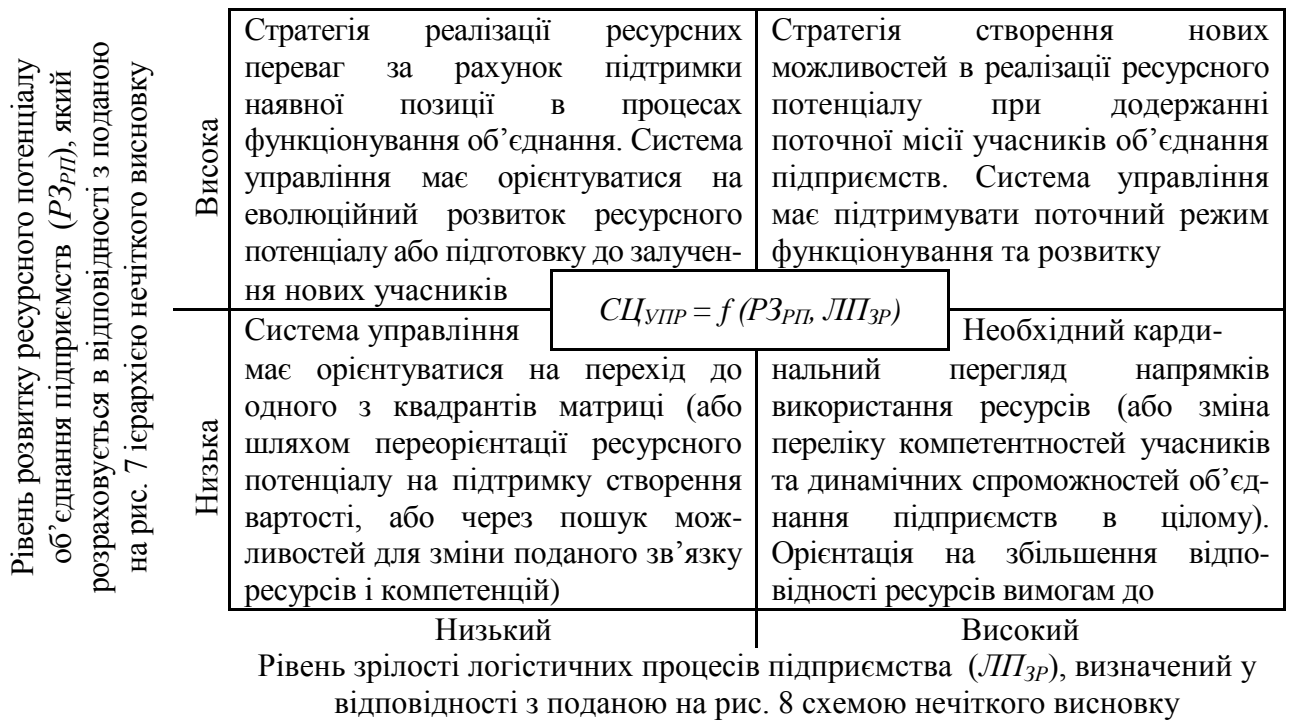 Рівень розвитку ресурсного потенціалу
об’єднання підприємств (РЗРП), який
розраховується в відповідності з поданою
на рис. 7 ієрархією нечіткого висновку
Висока
Стратегія реалізації ресурсних
переваг за рахунок підтримки
наявної позиції в процесах
функціонування об’єднання. Система
управління має орієнтуватися на
еволюційний розвиток ресурсного
потенціалу або підготовку до залучен-
ня нових учасників
Стратегія створення нових
можливостей в реалізації ресурсного
потенціалу при додержанні
поточної місії учасників об’єднання
підприємств. Система управління
має підтримувати поточний режим
функціонування та розвитку
СЦУПР = f (РЗРП, ЛПЗР)
Низька
Система управління
має орієнтуватися на перехід до
одного з квадрантів матриці (або
шляхом переорієнтації ресурсного
потенціалу на підтримку створення
вартості, або через пошук мож-
ливостей для зміни поданого зв’язку
ресурсів і компетенцій)
Необхідний карди-
нальний перегляд напрямків
використання ресурсів (або зміна
переліку компетентностей учасників
та динамічних спроможностей об’єд-
нання підприємств в цілому).
Орієнтація на збільшення відпо-
відності ресурсів вимогам до
Низький
Високий
Рівень зрілості логістичних процесів підприємства (ЛПЗР), визначений у
відповідності з поданою на рис. 8 схемою нечіткого висновку